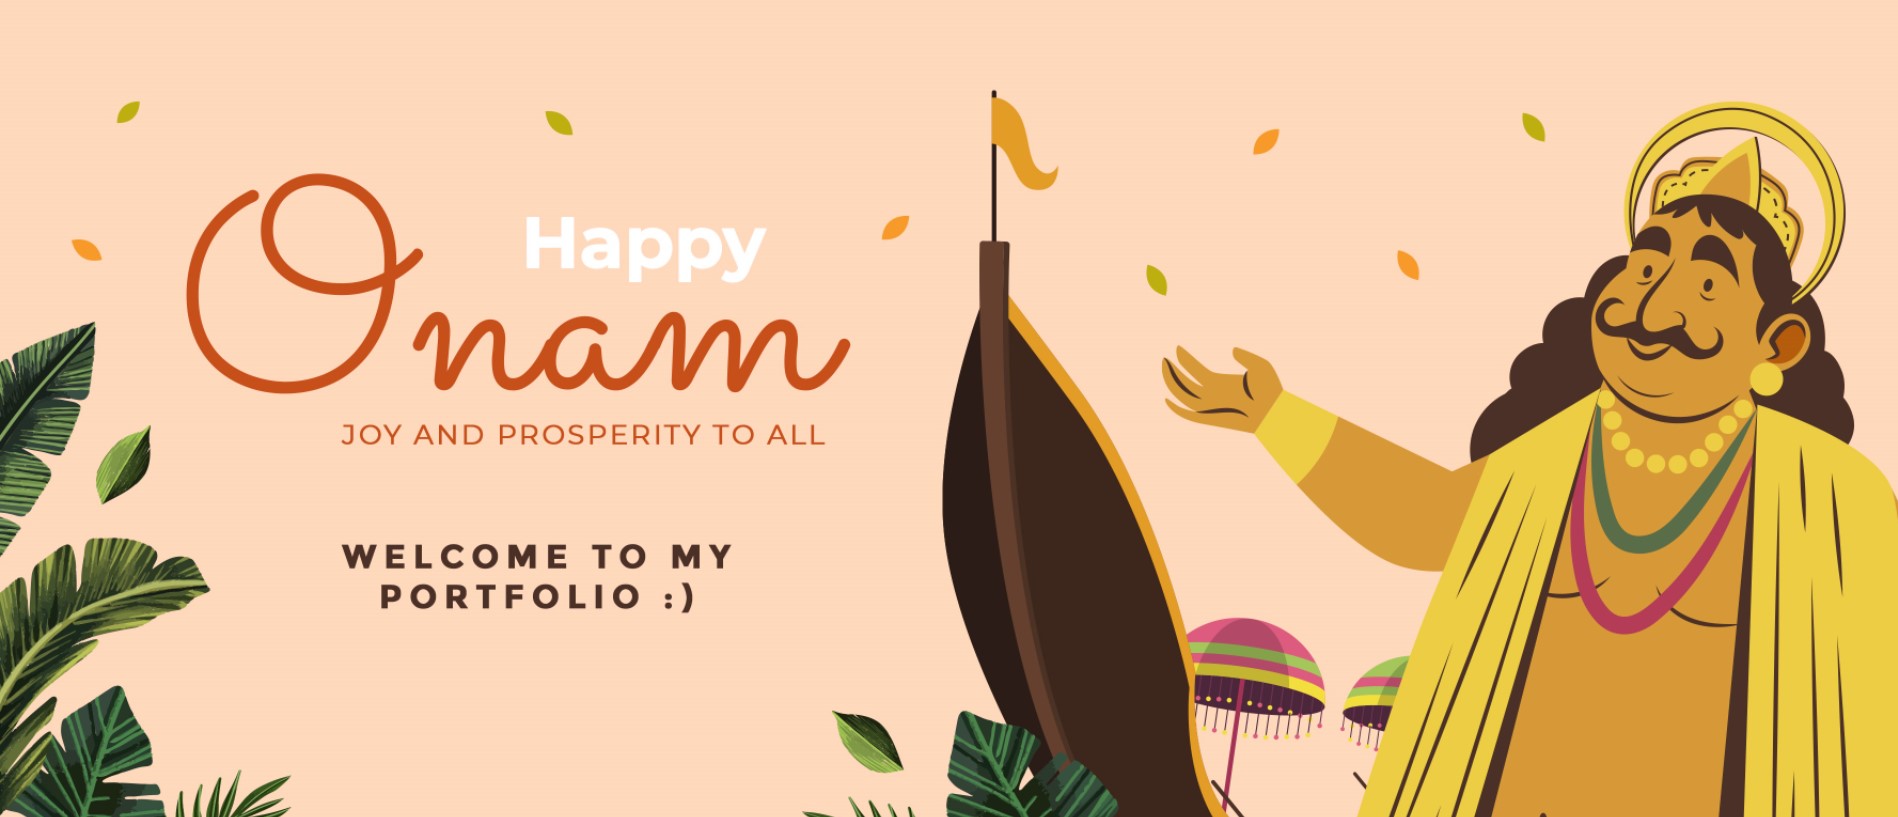 Happy
Onam
JOY AND PROSPERITY TO ALL
WELCOME TO MY
PORTFOLIO :)